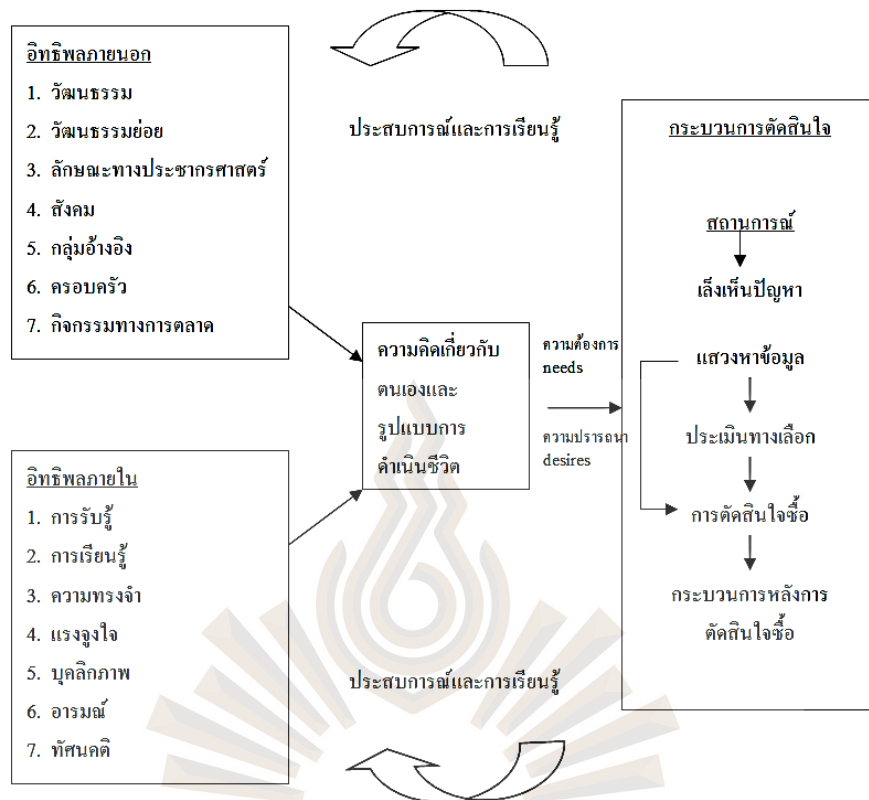 อิทธิพลภายนอก
1. วัฒนธรรม
2. วัฒนธรรมย่อย
3. ลักษณะทางประชากรศาสตร์
4. สังคม
5. กลุ่มอ้างอิง
6. ครอบครัว
7. กิจกรรมทางการตลาด
ประสบการณ์และการเรียนรู้
อิทธิพลภายใน
1. การรับรู้
2. การเรียนรู้
3. ความทรงจำ
4. แรงจูงใจ
5. บุคลิกภาพ
6. อารมณ์
7. ทัศนคติ
ประสบการณ์และการเรียนรู้
ความคิดเกี่ยวกับ
ตนเองและ
รูปแบบการ
ดำเนินชีวิต
ความต้องการ
needs
ความปรารถนา
desires
กระบวนการตัดสินใจ
สถานการณ์
เล็งเห็นปัญหา
แสวงหาข้อมูล
ประเมินทางเลือก
การตัดสินใจซื้อ
กระบวนการหลังการ
ตัดสินใจซื้อ